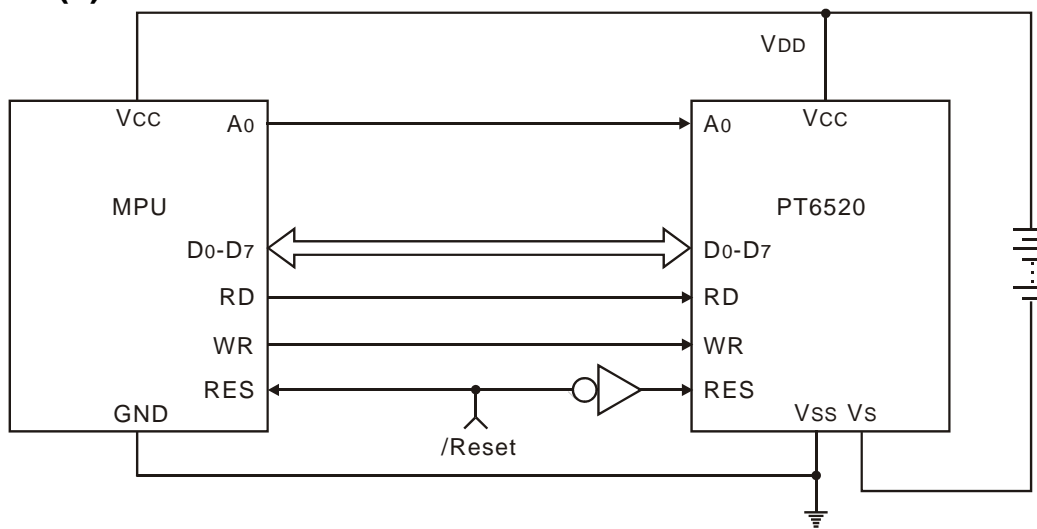 VDD
VCC
A0
MPU
D0-D7
RD
WR
RES
GND
/Reset
VCC
A0
PT6520
D0-D7
RD
WR
RES
VSS VS